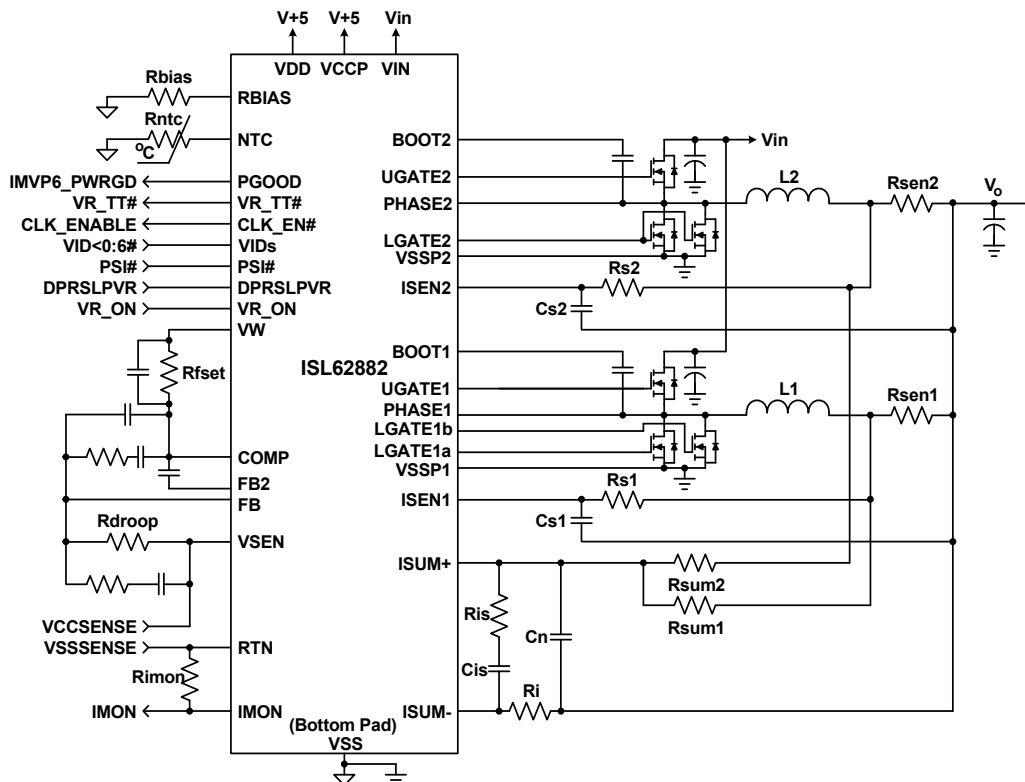 V+5 V+5 Vin
VDD VCCP VIN
Rbias
RBIAS
Rntc
NTC
°C
IMVP6_PWRGD PGOOD
VR_TT# VR_TT#
CLK_ENABLE CLK_EN#
VID<0:6# VIDs
PSI# PSI#
DPRSLPVR DPRSLPVR
VR_ON VR_ON
VW
Rfset
COMP
FB2
FB
Rdroop
VSEN
VCCSENSE
VSSSENSE RTN
Rimon
IMON IMON
ISL62882
(Bottom Pad)
VSS
BOOT2
Vin
UGATE2
PHASE2
L2
Rsen2
Vo
LGATE2
VSSP2
ISEN2
Rs2
Cs2
BOOT1
UGATE1
PHASE1
L1
Rsen1
LGATE1b
LGATE1a
VSSP1
ISEN1
Rs1
Cs1
ISUM+
Rsum2
Rsum1
Ris
Cn
Cis
Ri
ISUM-